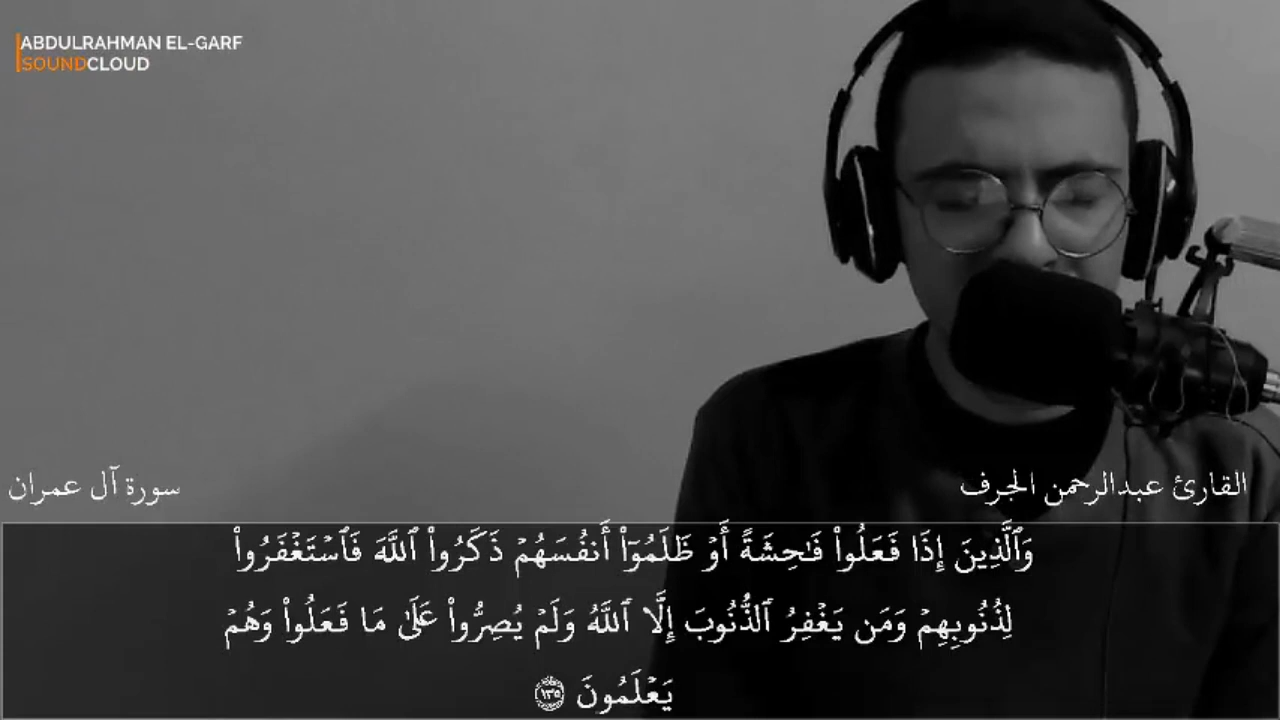 ABDULRAHMAN EL-GARF
SOUNDCLOUD
القارئ عبدالرحمن الجرف
سورة آل عمران
وَٱلَّذِينَ إِذَا فَعَلُوا۟ فَـٰحِشَةً أَوْ ظَلَمُوٓا۟ أَنفُسَهُمْ ذَكَرُوا۟ ٱللَّهَ فَٱسْتَغْفَرُوا۟
لِذُنُوبِهِمْ وَمَن يَغْفِرُ ٱلذُّنُوبَ إِلَّا ٱللَّهُ وَلَمْ يُصِرُّوا۟ عَلَىٰ مَا فَعَلُوا۟ وَهُمْ
يَعْلَمُونَ ١٣٥